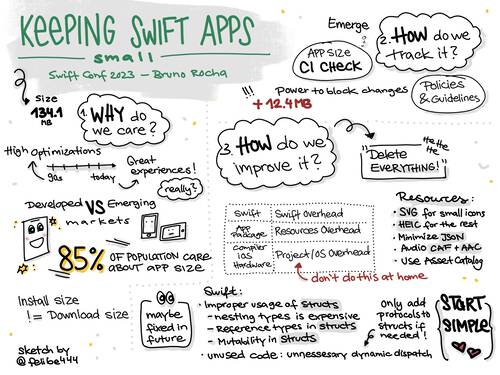 KEEPING SWIFT APPS
small
Swift Conf 2023 – Bruno Rocha
Size
134.1
MB
1. WHY do
we care?
High Optimizations
90s
today
Great
experiences!
really?
Developed VS Emerging
markets
85% OF POPULATION CARE
ABOUT APP SIZE
Install size
!= Download size
maybe
fixed in
future
sketch by
@felibe444
Emerge
APP SIZE
CI CHECK
2. HOW do we
track it?
Policies
& Guidelines
!!! Power to block changes
+ 12.4MB
3. HOW do we
improve it?
"Delete
EVERYTHING!"
He He
He
Swift
Swift Overhead
App
Package
Resources Overhead
Compiler
iOS
Hardware
Project/OS Overhead
don't do this at home
Resources:
• SVG for small icons
• HEIC for the rest
• Minimize JSON
• Audio CAF + AAC
• Use Asset Catalog
Swift:
• Improper usage of structs
- nesting types is expensive
- Reference types in structs
- Mutability in structs
• unused code: unnessesary dynamic dispatch
only add
protocols to
structs if
needed!
START
SIMPLE